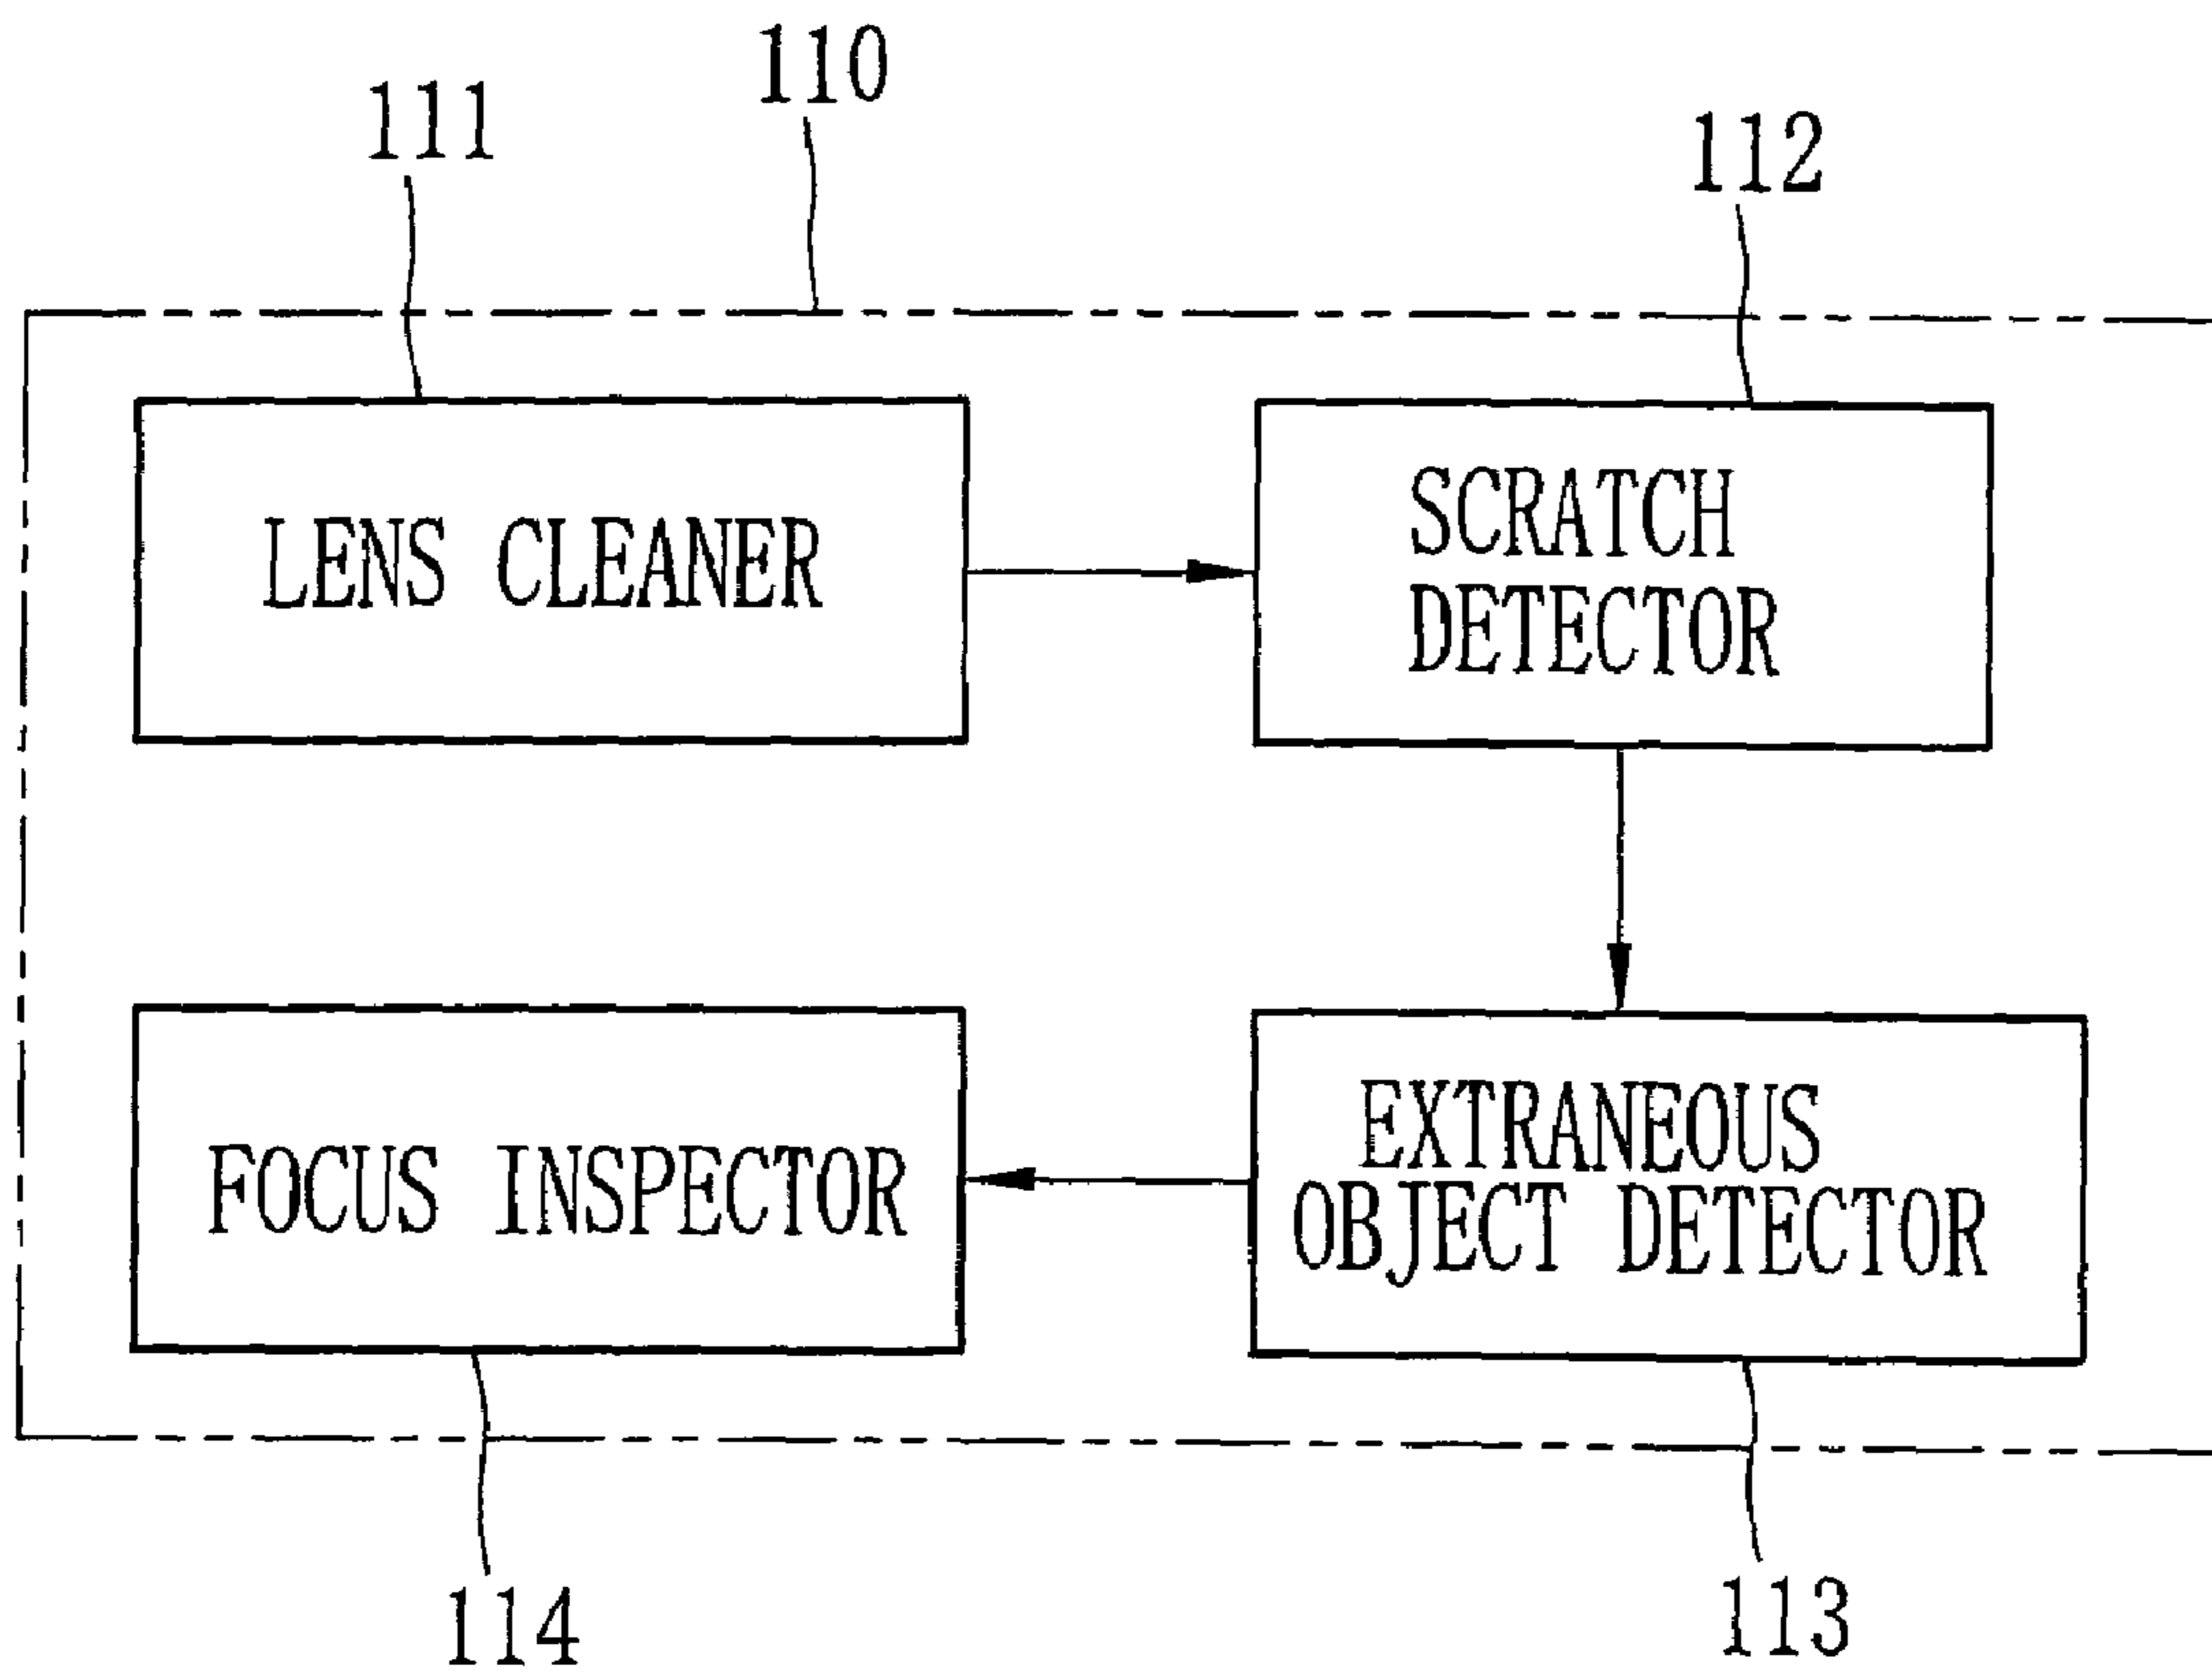 110
111
112
LENS CLEANER
SCRATCH
DETECTOR
FOCUS INSPECTOR
EXTRANEOUS
OBJECT DETECTOR
114
113